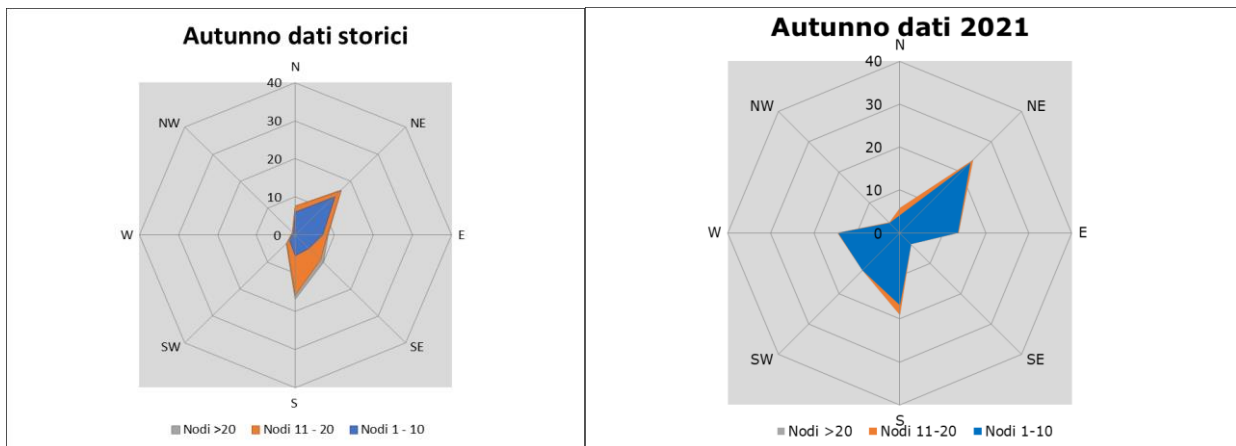 Autunno dati storici
N
40
NW
NE
30
20
10
W
0
E
SW
SE
S
Nodi >20 Nodi 11 - 20 Nodi 1 - 10
Autunno dati 2021
N
40
NW
NE
30
20
10
W
0
E
SW
SE
S
Nodi >20 Nodi 11-20 Nodi 1-10